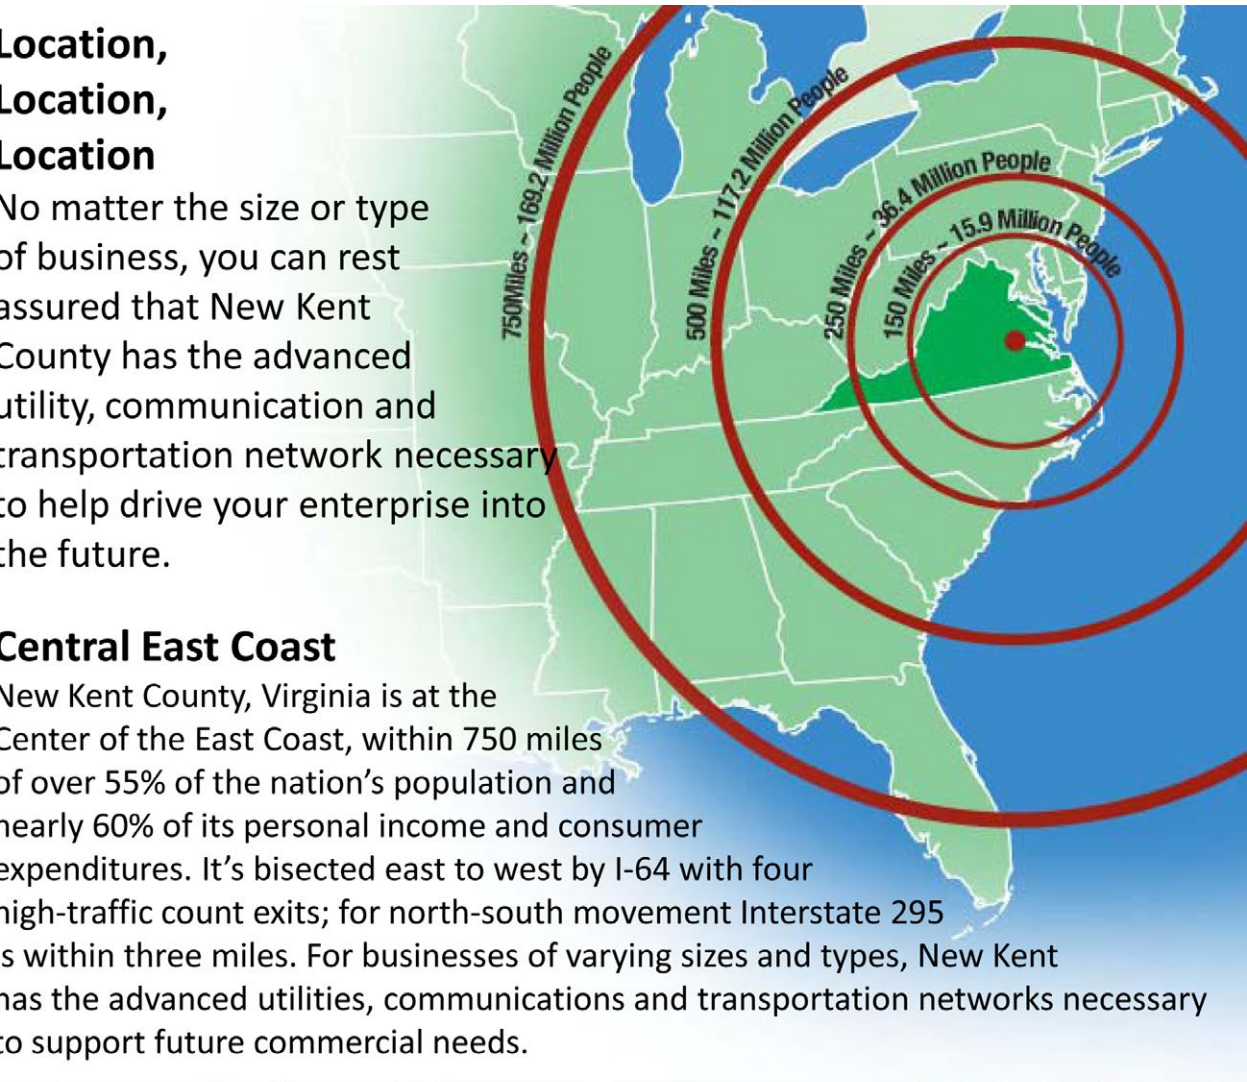 Location,
Location,
Location
No matter the size or type
of business, you can rest
assured that New Kent
County has the advanced
utility, communication and
transportation network necessary
to help drive your enterprise into
the future.
Central East Coast
New Kent County, Virginia is at the
Center of the East Coast, within 750 miles
of over 55% of the nation’s population and
nearly 60% of its personal income and consumer
expenditures. It’s bisected east to west by I-64 with four
high-traffic count exits; for north-south movement Interstate 295
is within three miles. For businesses of varying sizes and types, New Kent
has the advanced utilities, communications and transportation networks necessary
to support future commercial needs.
750Miles ~ 169.2 Million People
500 Miles ~ 117.2 Million People
250 Miles ~ 36.4 Million People
150 Miles ~ 15.9 Million People